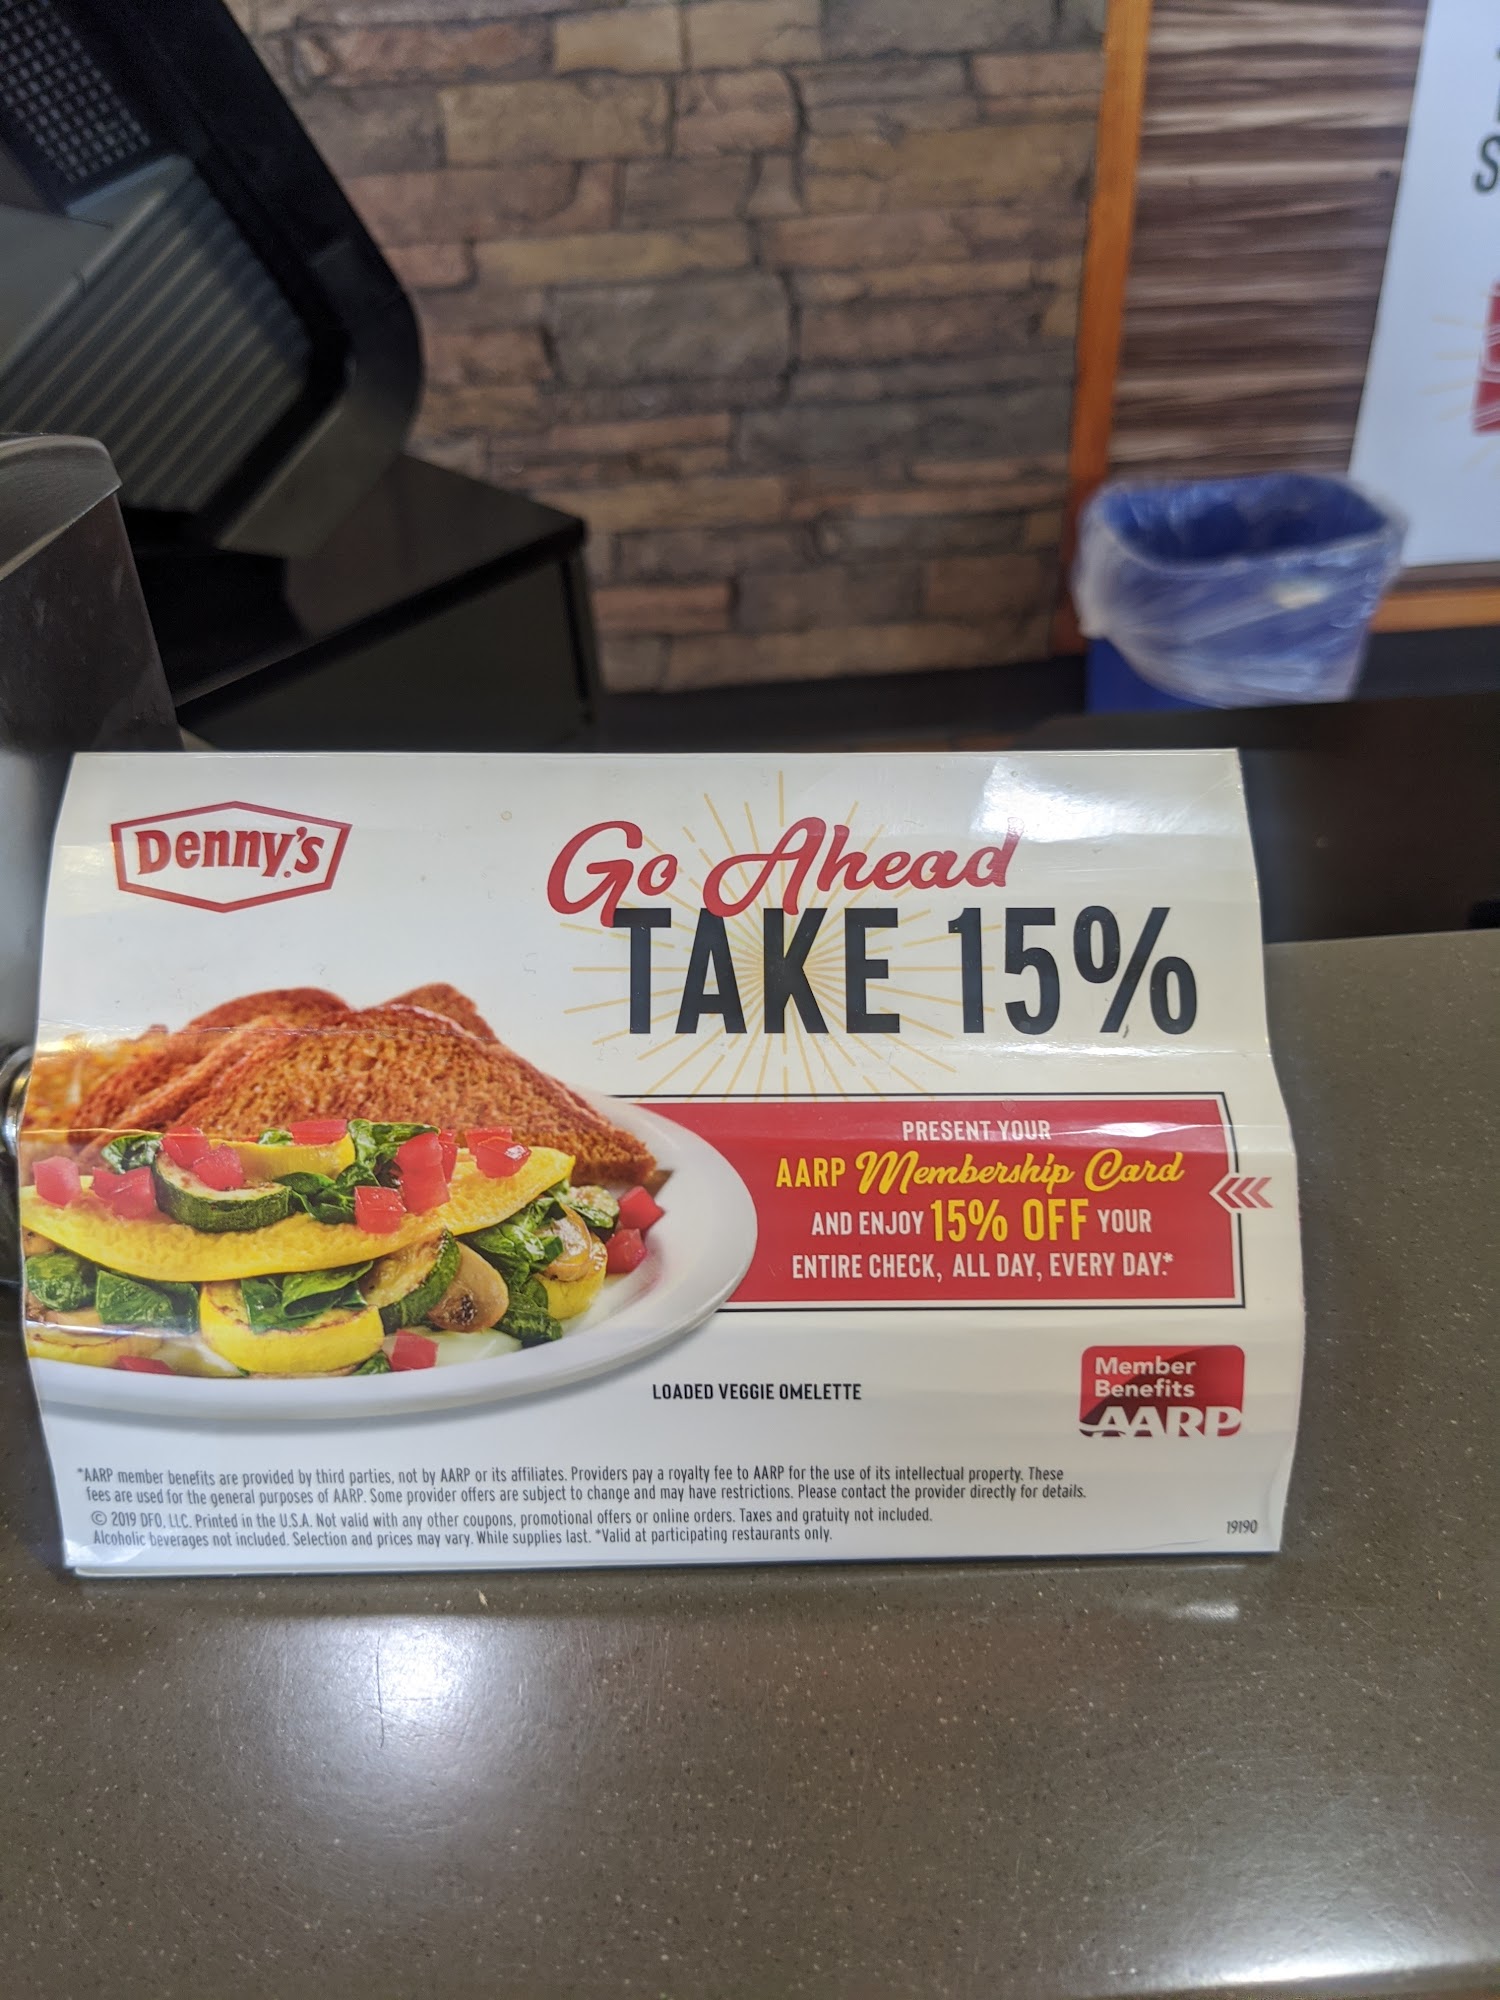 S
Denny's
Go Ahead
TAKE 15%
PRESENT YOUR
AARP Membership Card
AND ENJOY 15% OFF YOUR
ENTIRE CHECK, ALL DAY, EVERY DAY.*
LOADED VEGGIE OMELETTE
Member
Benefits
AARP
*AARP member benefits are provided by third parties, not by AARP or its affiliates. Providers pay a royalty fee to AARP for the use of its intellectual property. These
fees are used for the general purposes of AARP. Some provider offers are subject to change and may have restrictions. Please contact the provider directly for details.
© 2019 DFO, LLC. Printed in the U.S.A. Not valid with any other coupons, promotional offers or online orders. Taxes and gratuity not included.
Alcoholic beverages not included. Selection and prices may vary. While supplies last. *Valid at participating restaurants only.
19190